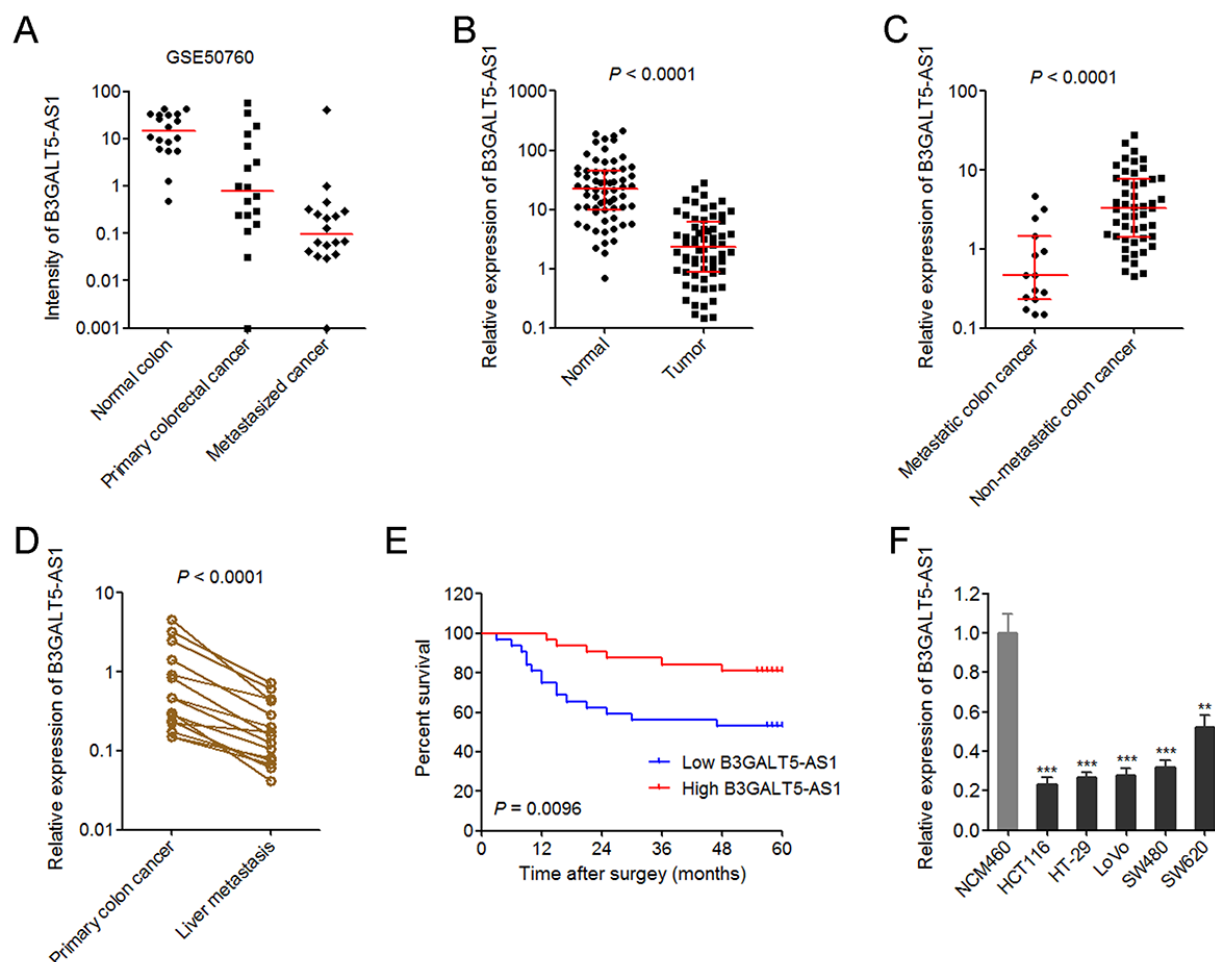 A
GSE50760
Intensity of B3GALT5-AS1
100
10
1
0.1
0.01
0.001
Normal colon
Primary colorectal cancer
Metastasized cancer
B
P < 0.0001
Relative expression of B3GALT5-AS1
1000
100
10
1
0.1
Normal
Tumor
C
P < 0.0001
Relative expression of B3GALT5-AS1
100
10
1
0.1
Metastatic colon cancer
Non-metastatic colon cancer
D
P < 0.0001
Relative expression of B3GALT5-AS1
10
1
0.1
0.01
Primary colon cancer
Liver metastasis
E
Percent survival
120
100
80
60
40
20
0
Low B3GALT5-AS1
High B3GALT5-AS1
P = 0.0096
0 12 24 36 48 60
Time after surgey (months)
F
Relative expression of B3GALT5-AS1
1.2
1.0
0.8
0.6
0.4
0.2
0.0
*** *** *** *** **
NCM460
HCT116
HT-29
LoVo
SW480
SW620